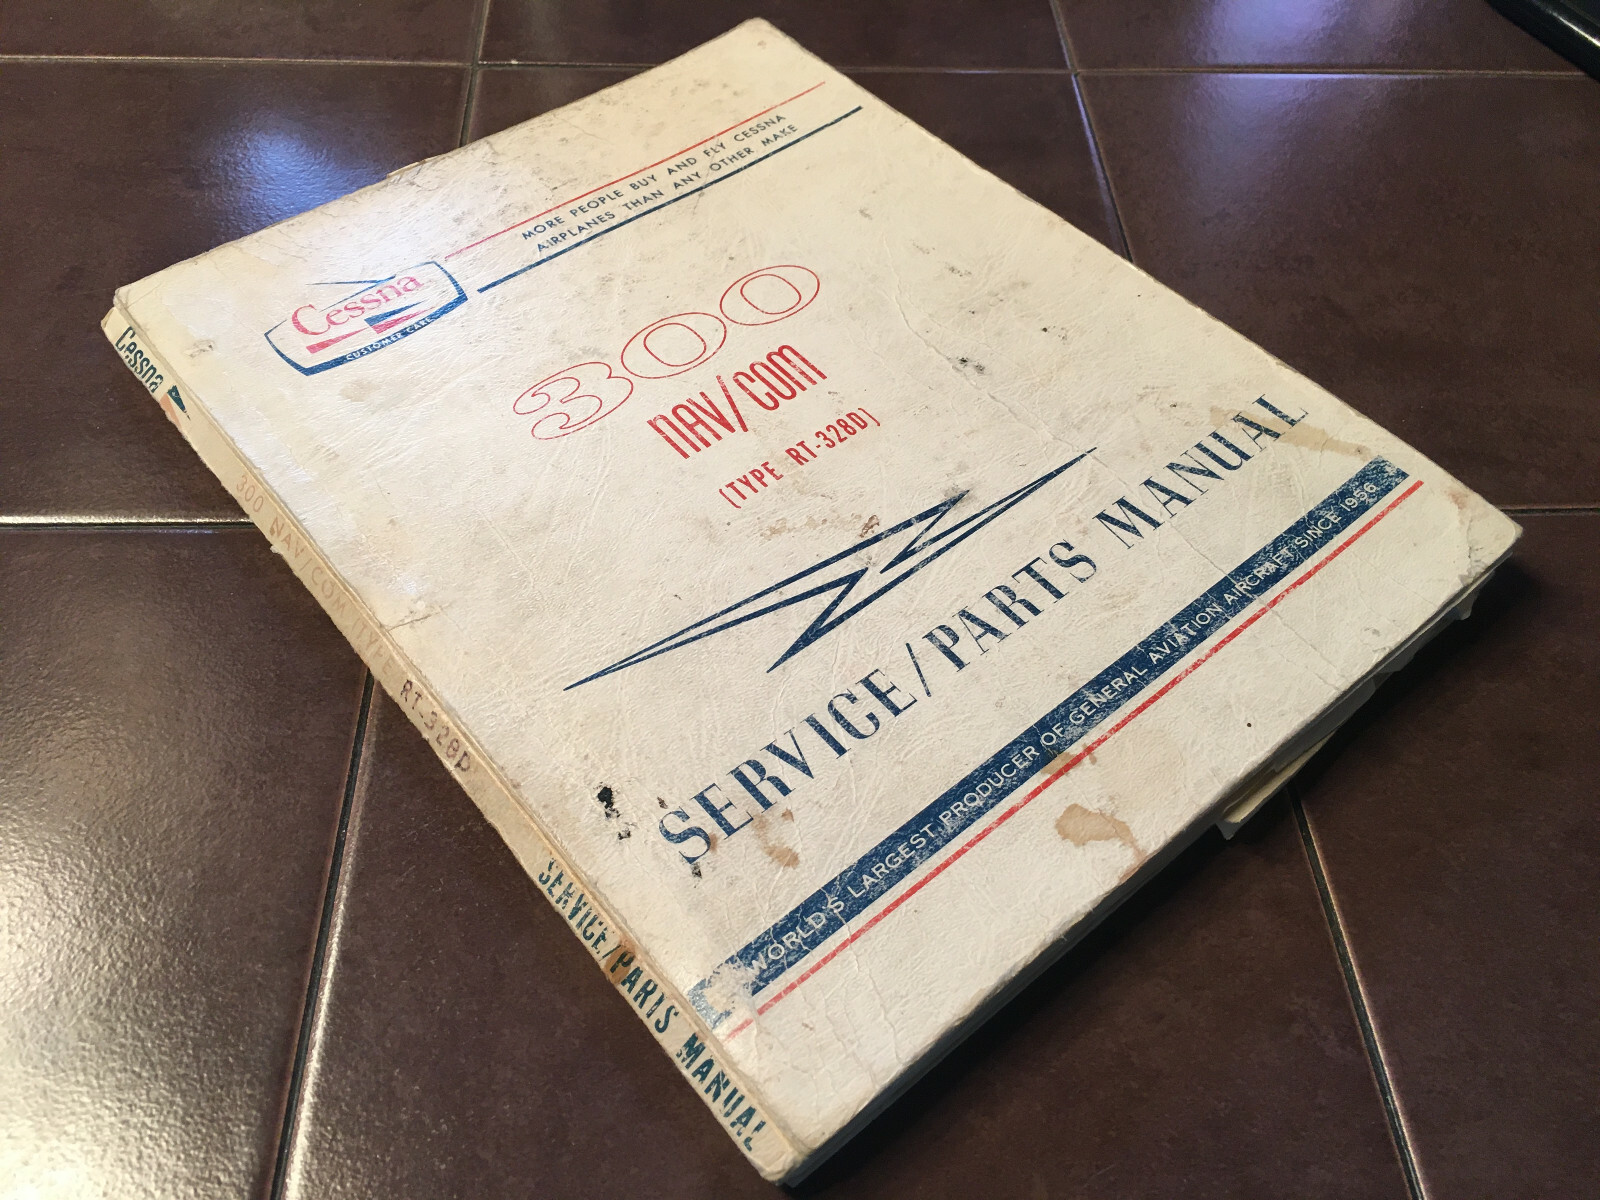 MORE PEOPLE BUY AND FLY CESSNA
AIRPLANES THAN ANY OTHER MAKE
Cessna
CUSTOMER CARE
300
NAV/COM
(TYPE RT-328D)
SERVICE/PARTS MANUAL
WORLD'S LARGEST PRODUCER OF GENERAL AVIATION AIRCRAFT SINCE 1956
Cessna
300 NAV/COM (TYPE RT-328D
SERVICE/PARTS MANUAL